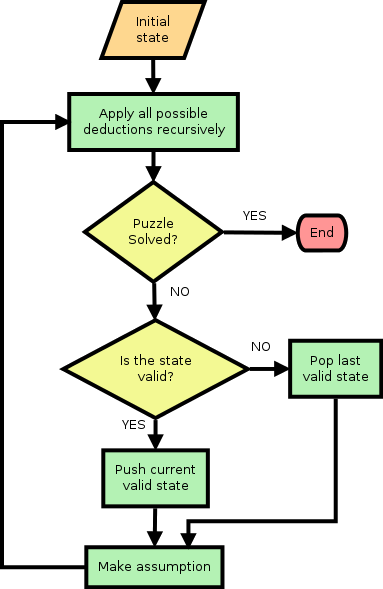 Initial
state
Apply all possible
deductions recursively
Puzzle
Solved?
YES
End
NO
Is the state
valid?
NO
Pop last
valid state
YES
Push current
valid state
Make assumption